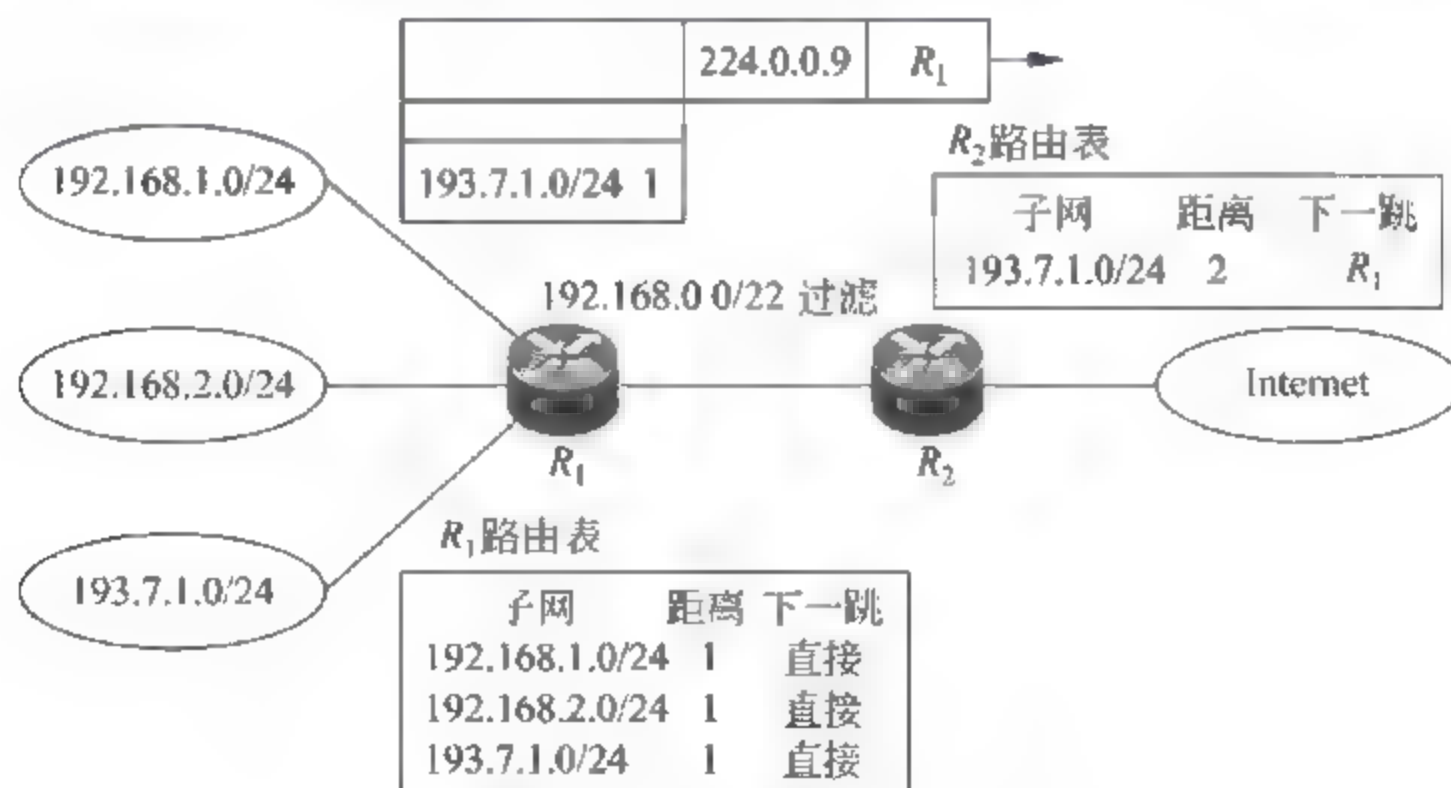 224.0.0.9 R₁
193.7.1.0/24 1
R₂路由表
子网 距离 下一跳
193.7.1.0/24 2 R₁
192.168.1.0/24
192.168.0 0/22 过滤
192.168.2.0/24
Internet
R₁
R₂
193.7.1.0/24
R₁路由表
子网 距离 下一跳
192.168.1.0/24 1 直接
192.168.2.0/24 1 直接
193.7.1.0/24 1 直接